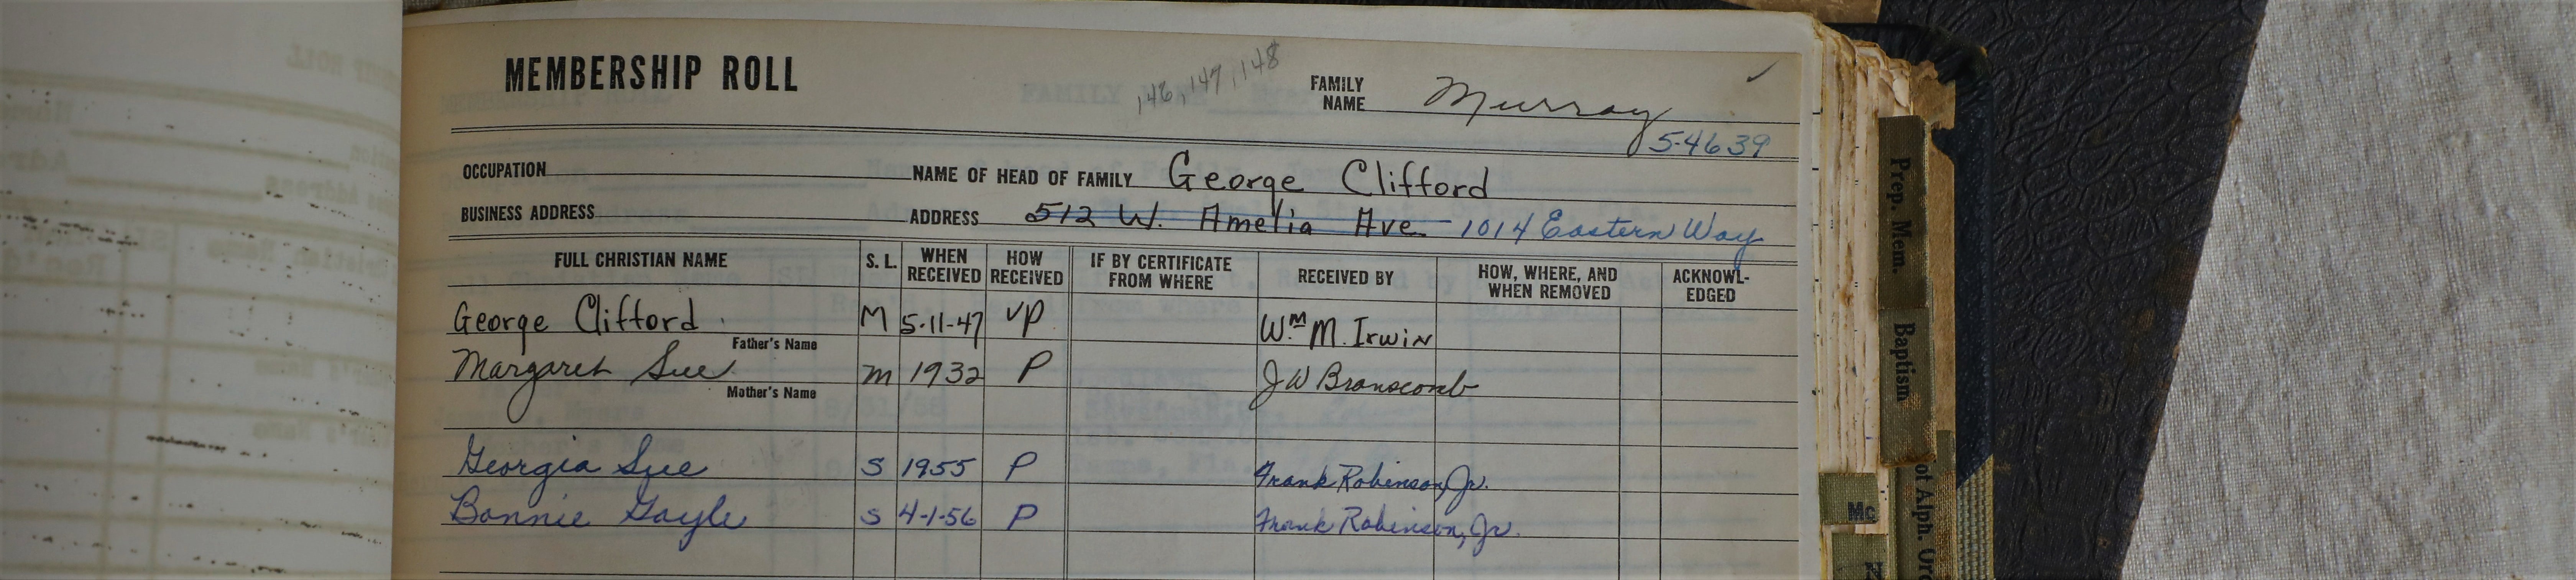 MEMBERSHIP ROLL
,146, 147, 148
FAMILY NAME Murray
5-4639
OCCUPATION NAME OF HEAD OF FAMILY George Clifford
BUSINESS ADDRESS ADDRESS 512 W. Amelia Ave. 1014 Eastern Way
FULL CHRISTIAN NAME S. L. WHEN RECEIVED HOW RECEIVED IF BY CERTIFICATE FROM WHERE RECEIVED BY HOW, WHERE, AND WHEN REMOVED ACKNOWL-EDGED
George Clifford M 5-11-47 VP Wm. M. Irwin
Father's Name
Margaret Sue M 1932 P J W Branscomb
Mother's Name
Georgia Sue S 1955 P Frank Robinson, Jr.
Bonnie Gayle S 4-1-56 P Frank Robinson, Jr.
Prep. Mem.
Baptism
Mc